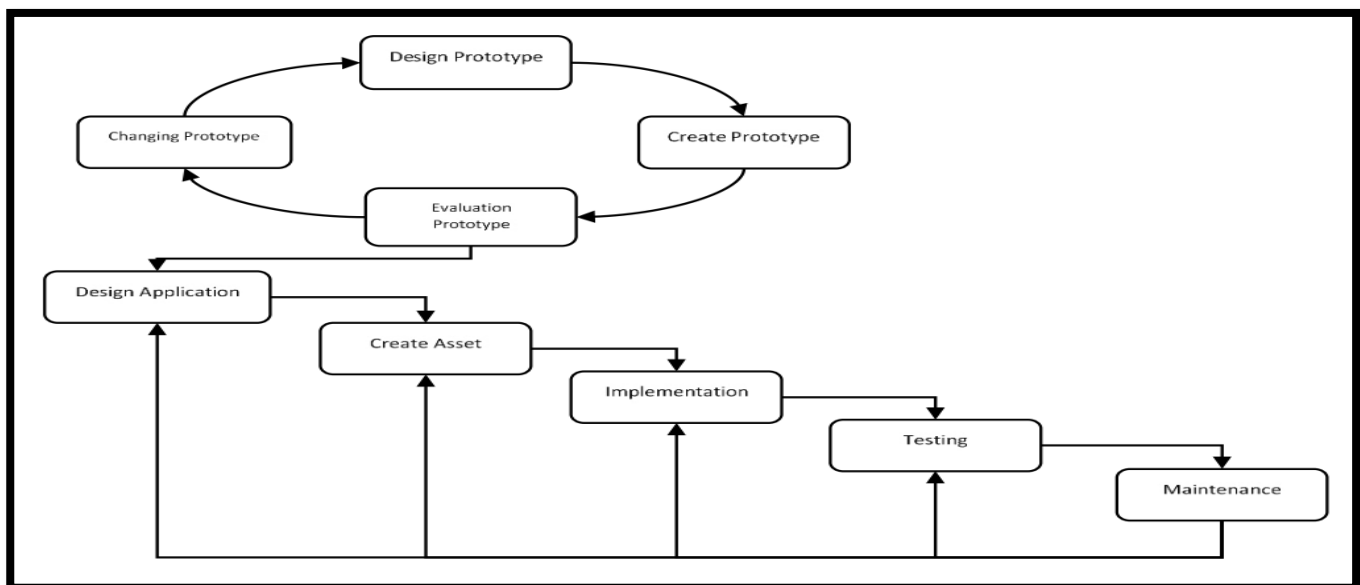 Design Prototype
Changing Prototype
Create Prototype
Evaluation
Prototype
Design Application
Create Asset
Implementation
Testing
Maintenance